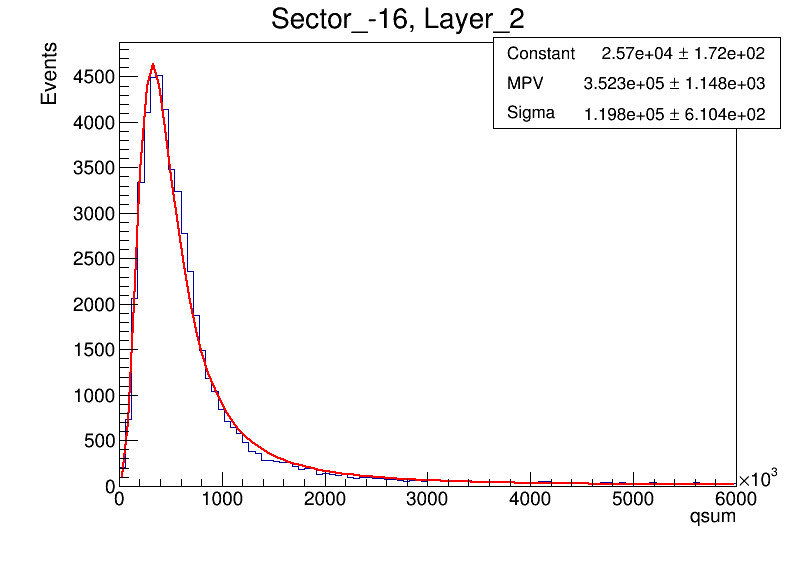 Sector_-16, Layer_2
Constant 2.57e+04 ± 1.72e+02
MPV 3.523e+05 ± 1.148e+03
Sigma 1.198e+05 ± 6.104e+02
Events
4500
4000
3500
3000
2500
2000
1500
1000
500
0
0 1000 2000 3000 4000 5000 6000
×10³
qsum